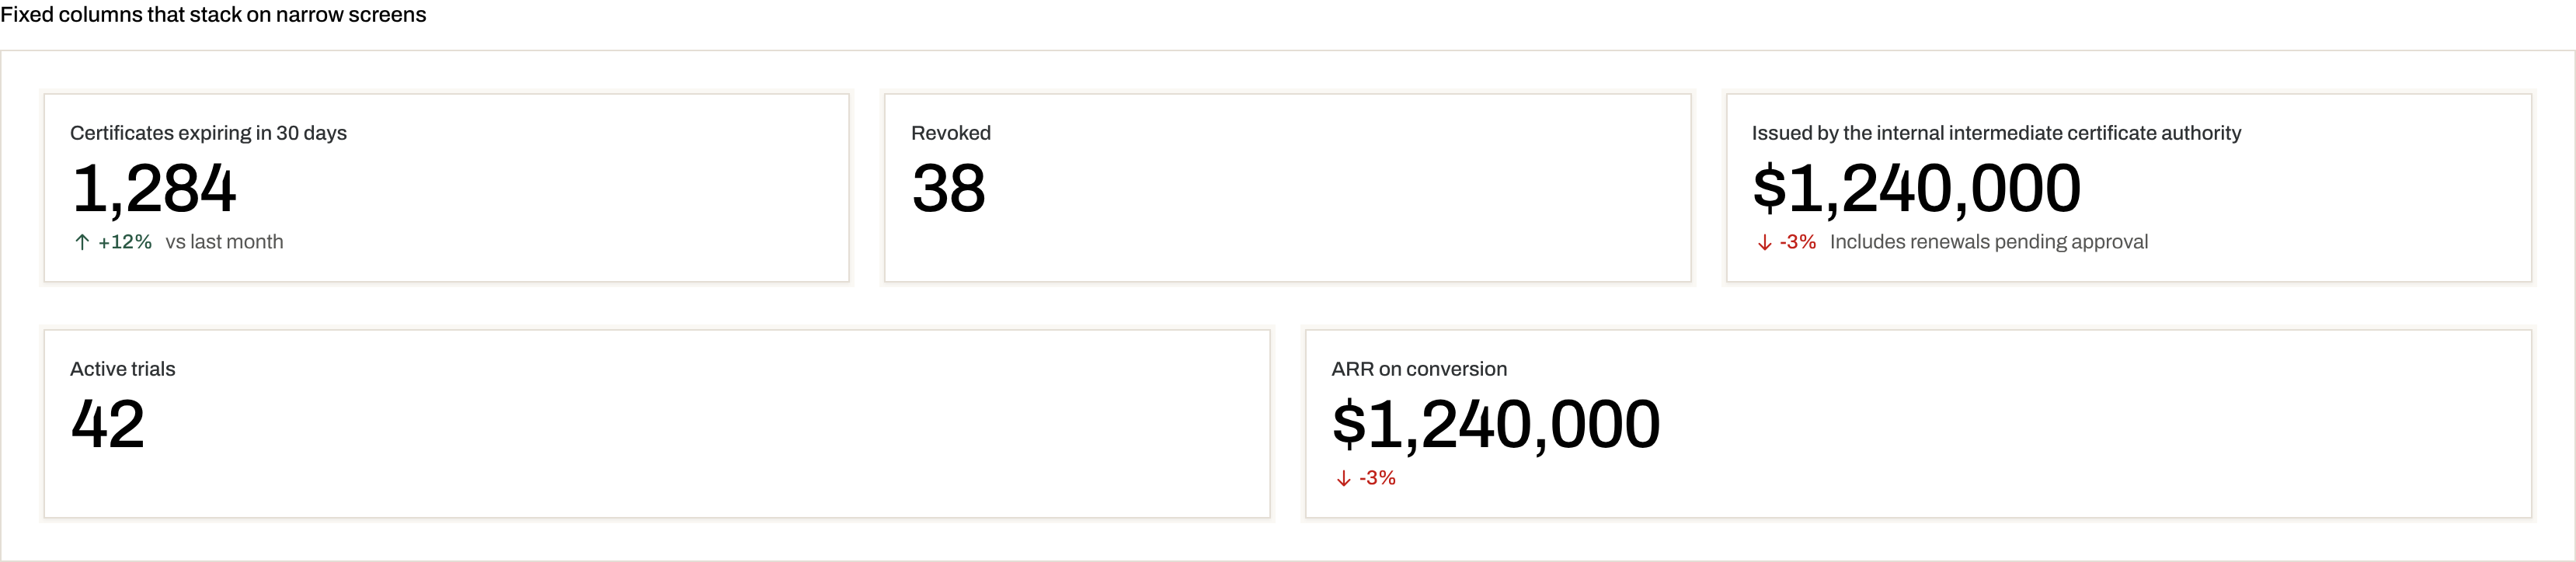 Fixed columns that stack on narrow screens
Certificates expiring in 30 days
1,284
↑ +12% vs last month
Revoked
38
Issued by the internal intermediate certificate authority
$1,240,000
↓ -3% Includes renewals pending approval
Active trials
42
ARR on conversion
$1,240,000
↓ -3%